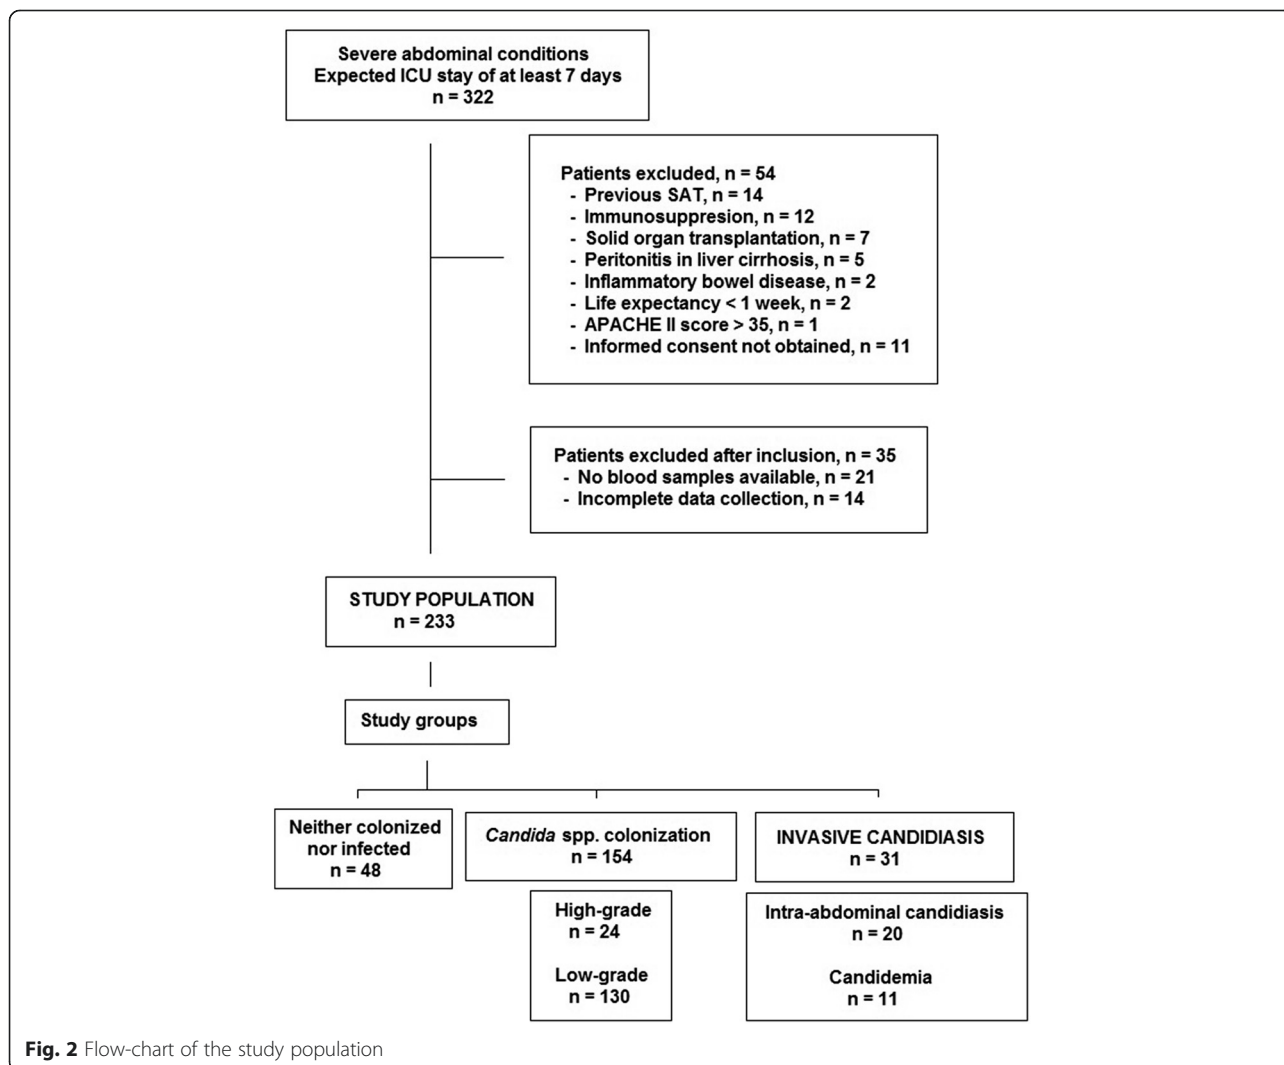 Severe abdominal conditions
Expected ICU stay of at least 7 days
n = 322
Patients excluded, n = 54
- Previous SAT, n = 14
- Immunosuppresion, n = 12
- Solid organ transplantation, n = 7
- Peritonitis in liver cirrhosis, n = 5
- Inflammatory bowel disease, n = 2
- Life expectancy < 1 week, n = 2
- APACHE II score > 35, n = 1
- Informed consent not obtained, n = 11
Patients excluded after inclusion, n = 35
- No blood samples available, n = 21
- Incomplete data collection, n = 14
STUDY POPULATION
n = 233
Study groups
Neither colonized
nor infected
n = 48
Candida spp. colonization
n = 154
High-grade
n = 24
Low-grade
n = 130
INVASIVE CANDIDIASIS
n = 31
Intra-abdominal candidiasis
n = 20
Candidemia
n = 11
Fig. 2 Flow-chart of the study population